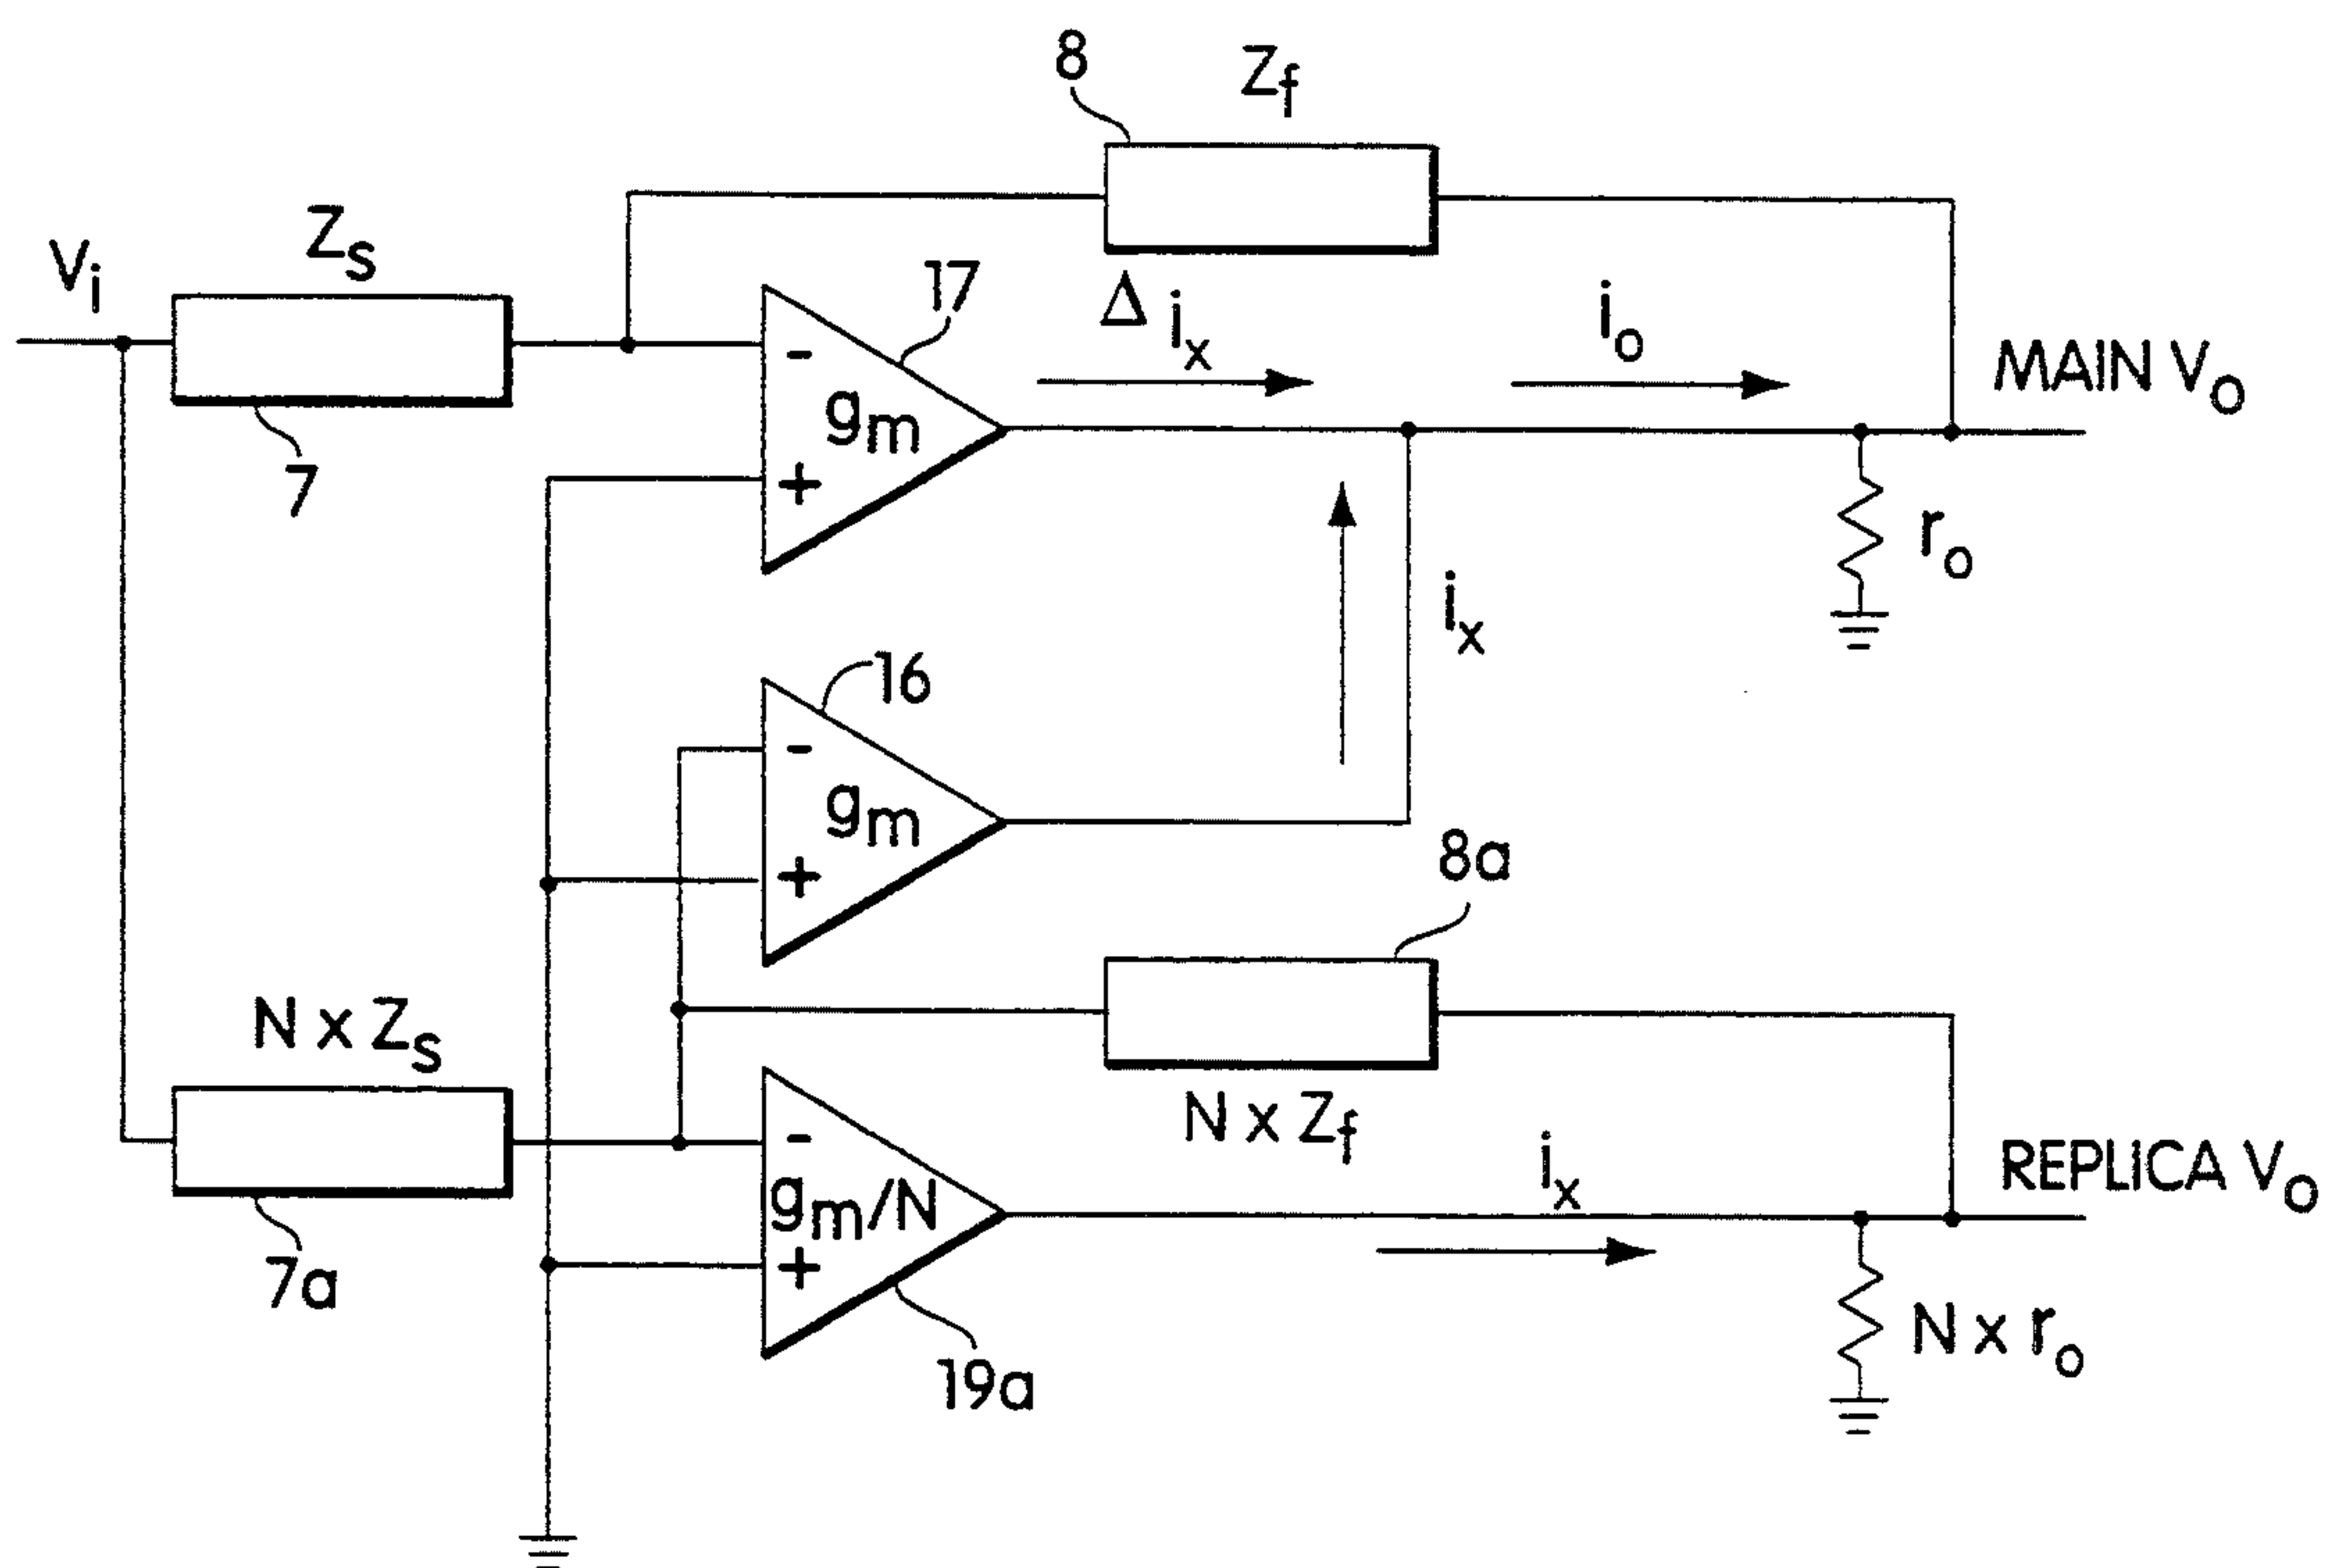 8
Zf
Zs
Vi
17
Δ ix
io
MAIN Vo
-
gm
+
7
ro
ix
16
-
gm
+
8a
N x Zs
N x Zf
ix
REPLICA Vo
-
gm/N
+
7a
N x ro
19a